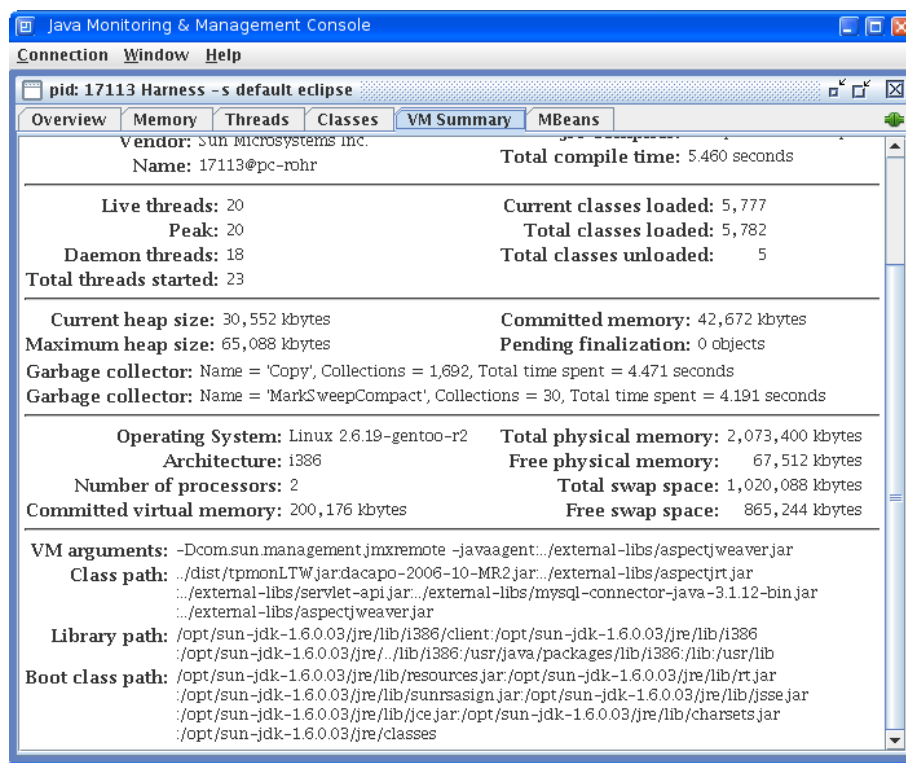 Java Monitoring & Management Console
Connection Window Help
pid: 17113 Harness -s default eclipse
Overview Memory Threads Classes VM Summary MBeans
Vendor: Sun Microsystems Inc.
Name: 17113@pc-rohr
Total compile time: 5.460 seconds
Live threads: 20
Peak: 20
Daemon threads: 18
Total threads started: 23
Current classes loaded: 5,777
Total classes loaded: 5,782
Total classes unloaded: 5
Current heap size: 30,552 kbytes
Maximum heap size: 65,088 kbytes
Committed memory: 42,672 kbytes
Pending finalization: 0 objects
Garbage collector: Name = 'Copy', Collections = 1,692, Total time spent = 4.471 seconds
Garbage collector: Name = 'MarkSweepCompact', Collections = 30, Total time spent = 4.191 seconds
Operating System: Linux 2.6.19-gentoo-r2
Architecture: i386
Number of processors: 2
Committed virtual memory: 200,176 kbytes
Total physical memory: 2,073,400 kbytes
Free physical memory: 67,512 kbytes
Total swap space: 1,020,088 kbytes
Free swap space: 865,244 kbytes
VM arguments: -Dcom.sun.management.jmxremote -javaagent:../external-libs/aspectjweaver.jar
Class path: ../dist/tpmonLTW.jar:dacapo-2006-10-MR2.jar:../external-libs/aspectjrt.jar
:../external-libs/servlet-api.jar:../external-libs/mysql-connector-java-3.1.12-bin.jar
:../external-libs/aspectjweaver.jar
Library path: /opt/sun-jdk-1.6.0.03/jre/lib/i386/client:/opt/sun-jdk-1.6.0.03/jre/lib/i386
:/opt/sun-jdk-1.6.0.03/jre/../lib/i386:/usr/java/packages/lib/i386:/lib:/usr/lib
Boot class path: /opt/sun-jdk-1.6.0.03/jre/lib/resources.jar:/opt/sun-jdk-1.6.0.03/jre/lib/rt.jar
:/opt/sun-jdk-1.6.0.03/jre/lib/sunrsasign.jar:/opt/sun-jdk-1.6.0.03/jre/lib/jsse.jar
:/opt/sun-jdk-1.6.0.03/jre/lib/jce.jar:/opt/sun-jdk-1.6.0.03/jre/lib/charsets.jar
:/opt/sun-jdk-1.6.0.03/jre/classes